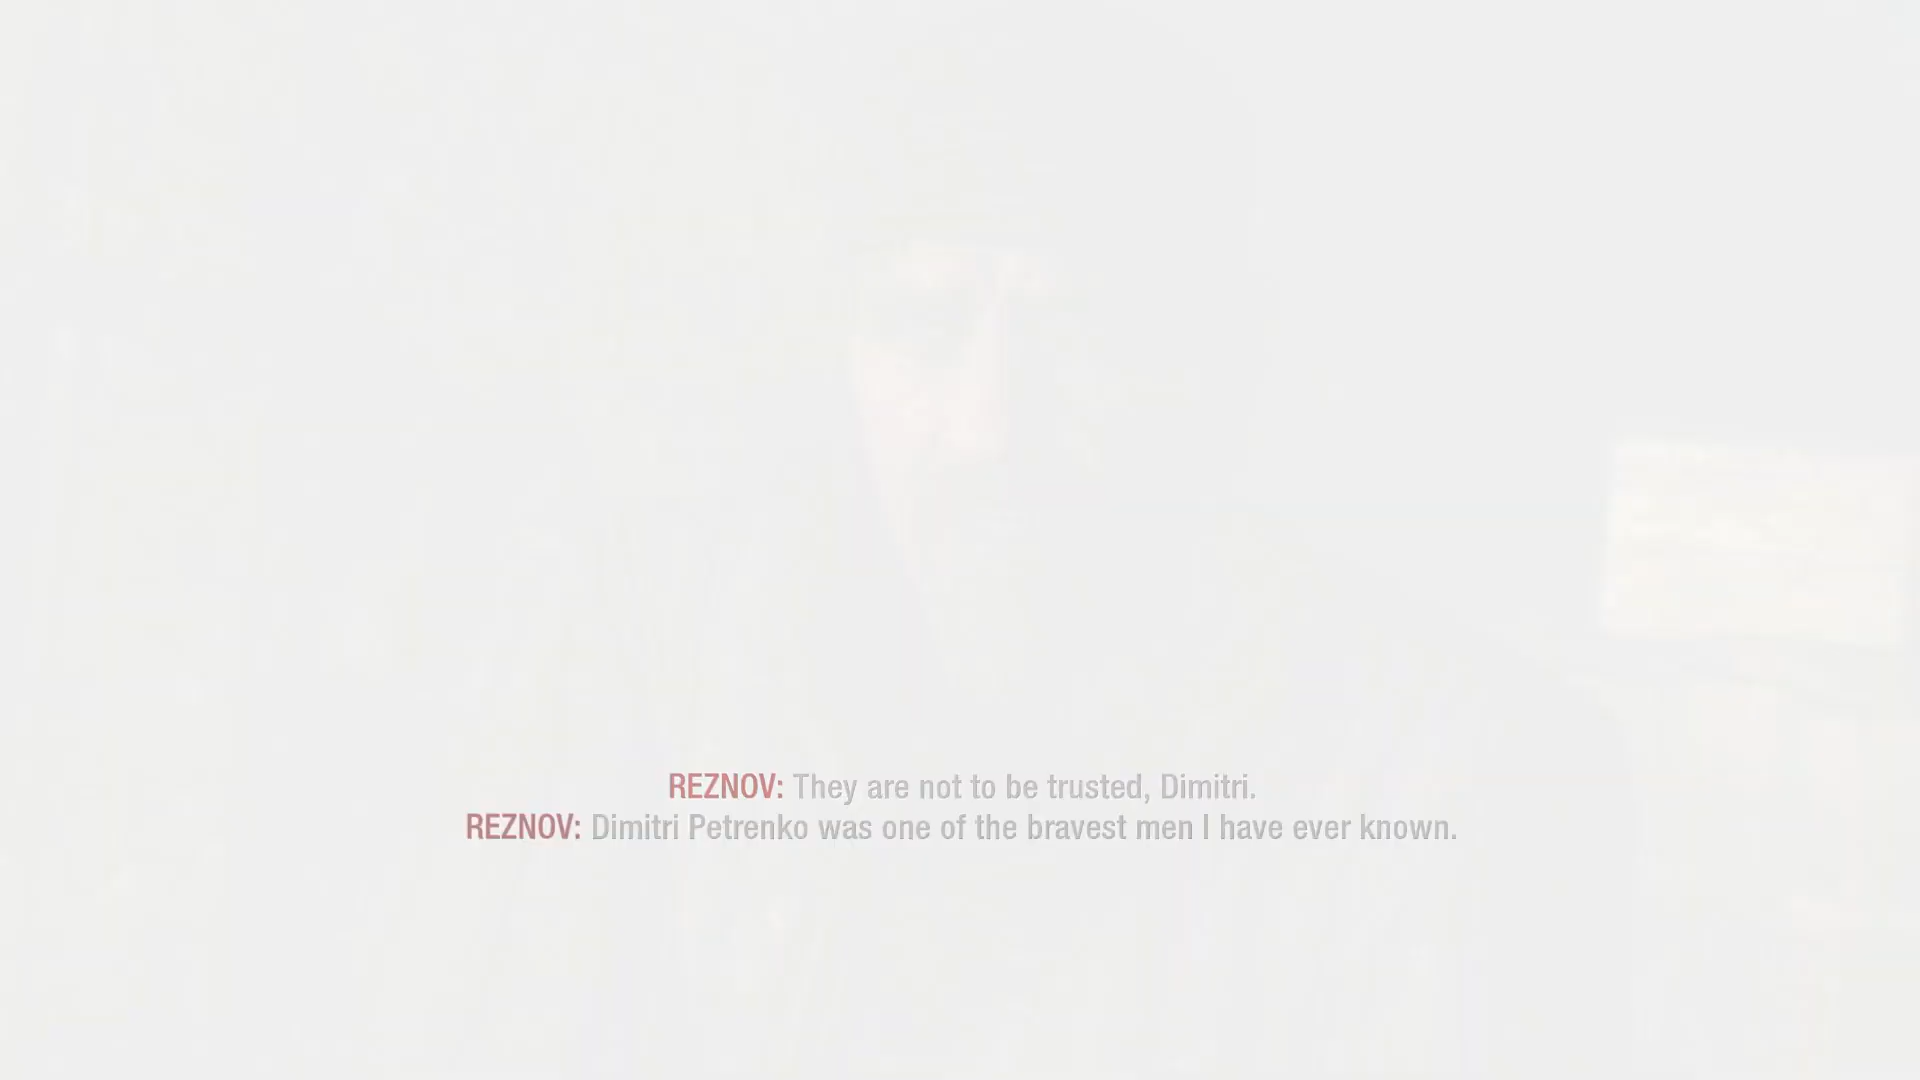 REZNOV: They are not to be trusted, Dimitri.
REZNOV: Dimitri Petrenko was one of the bravest men I have ever known.